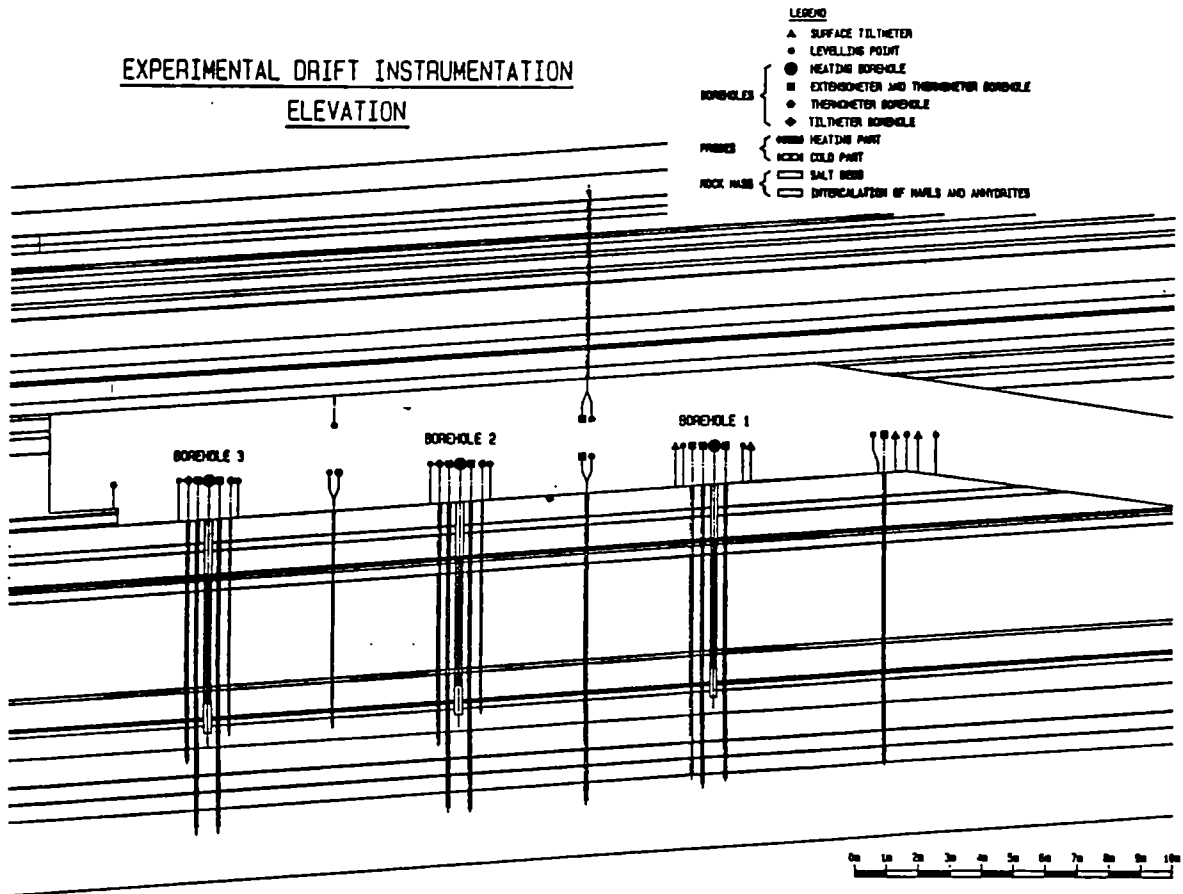 EXPERIMENTAL DRIFT INSTRUMENTATION
ELEVATION
LEGEND
SURFACE TILTMETER
LEVELLING POINT
BOREHOLES
HEATING BOREHOLE
EXTENSOMETER AND THERMOMETER BOREHOLE
THERMOMETER BOREHOLE
TILTMETER BOREHOLE
PROBES
HEATING PART
COLD PART
ROCK MASS
SALT BEDS
INTERCALATION OF MARLS AND ANHYDRITES
BOREHOLE 3
BOREHOLE 2
BOREHOLE 1
0m 1m 2m 3m 4m 5m 6m 7m 8m 9m 10m